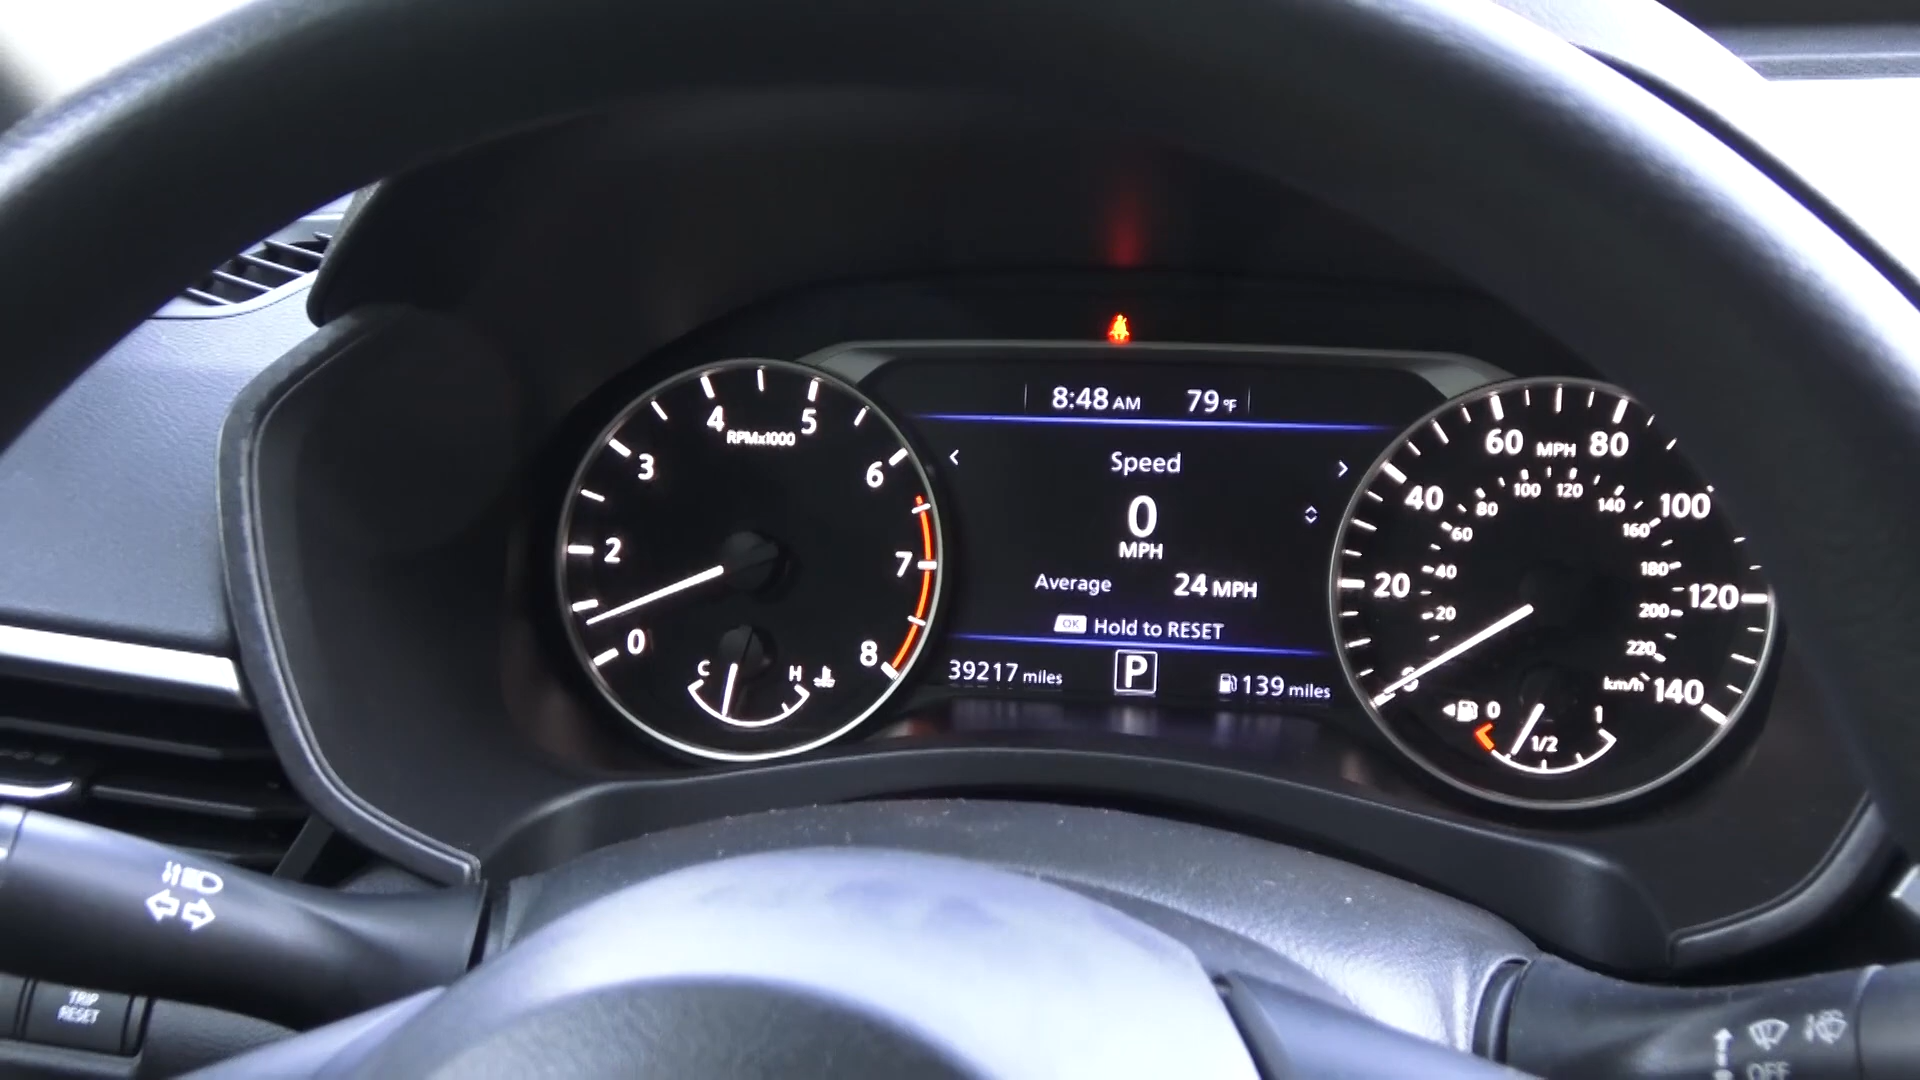 8:48 AM 79°F
Speed
0
MPH
Average 24 MPH
OK Hold to RESET
39217 miles P 139 miles
0 2 3 4 5 6 7 8
RPMx1000
C H
20 40 60 MPH 80 100 120 140
20 40 60 80 100 120 140 160 180 200 220
km/h
0 1/2 1
TRIP
RESET
OFF